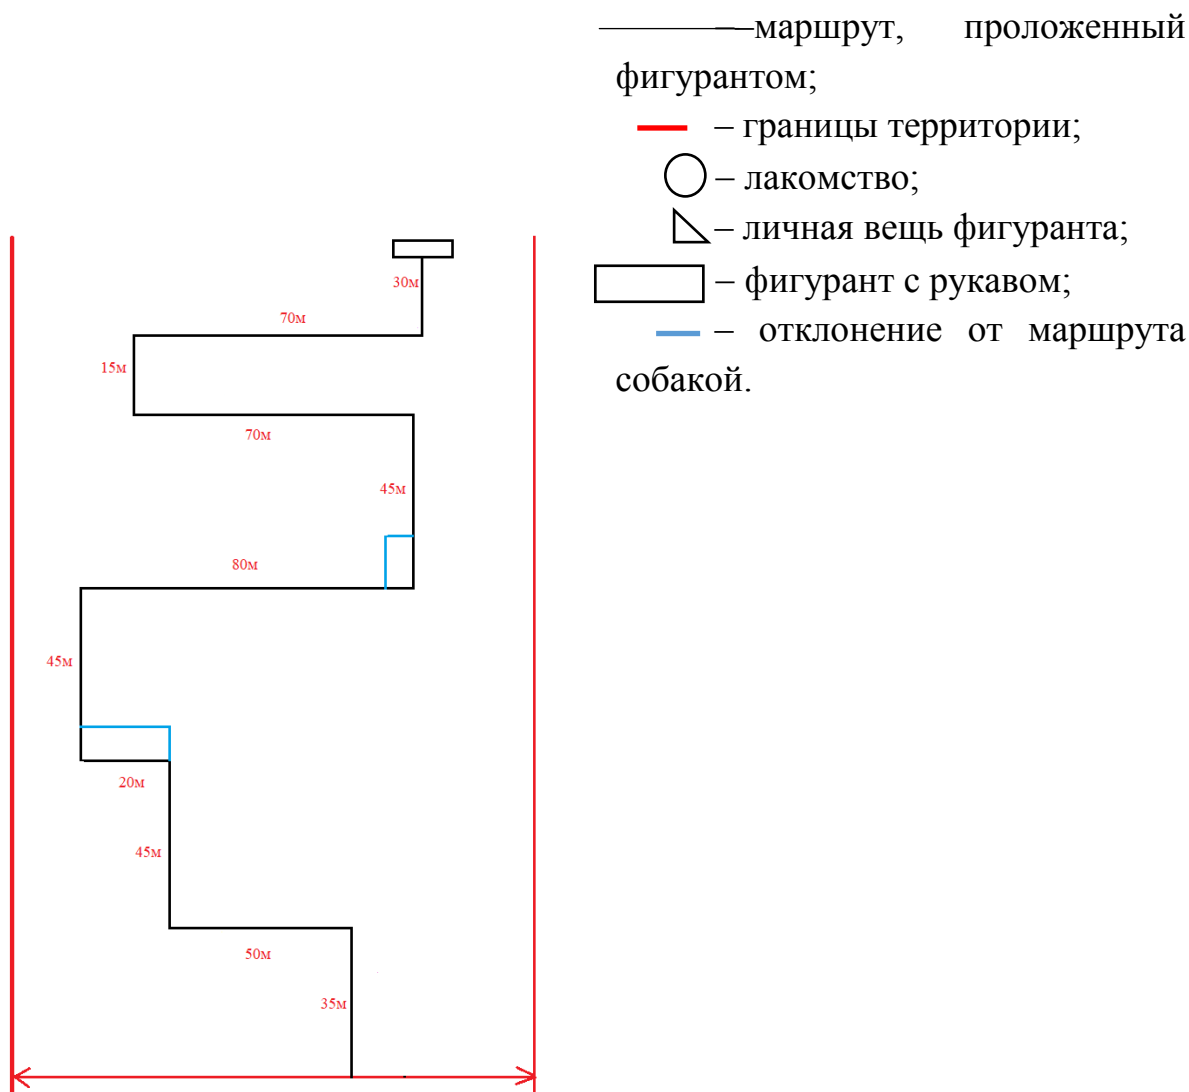 —маршрут, проложенный
фигурантом;
– границы территории;
– лакомство;
– личная вещь фигуранта;
– фигурант с рукавом;
– отклонение от маршрута
собакой.
30м
70м
15м
70м
45м
80м
45м
20м
45м
50м
35м